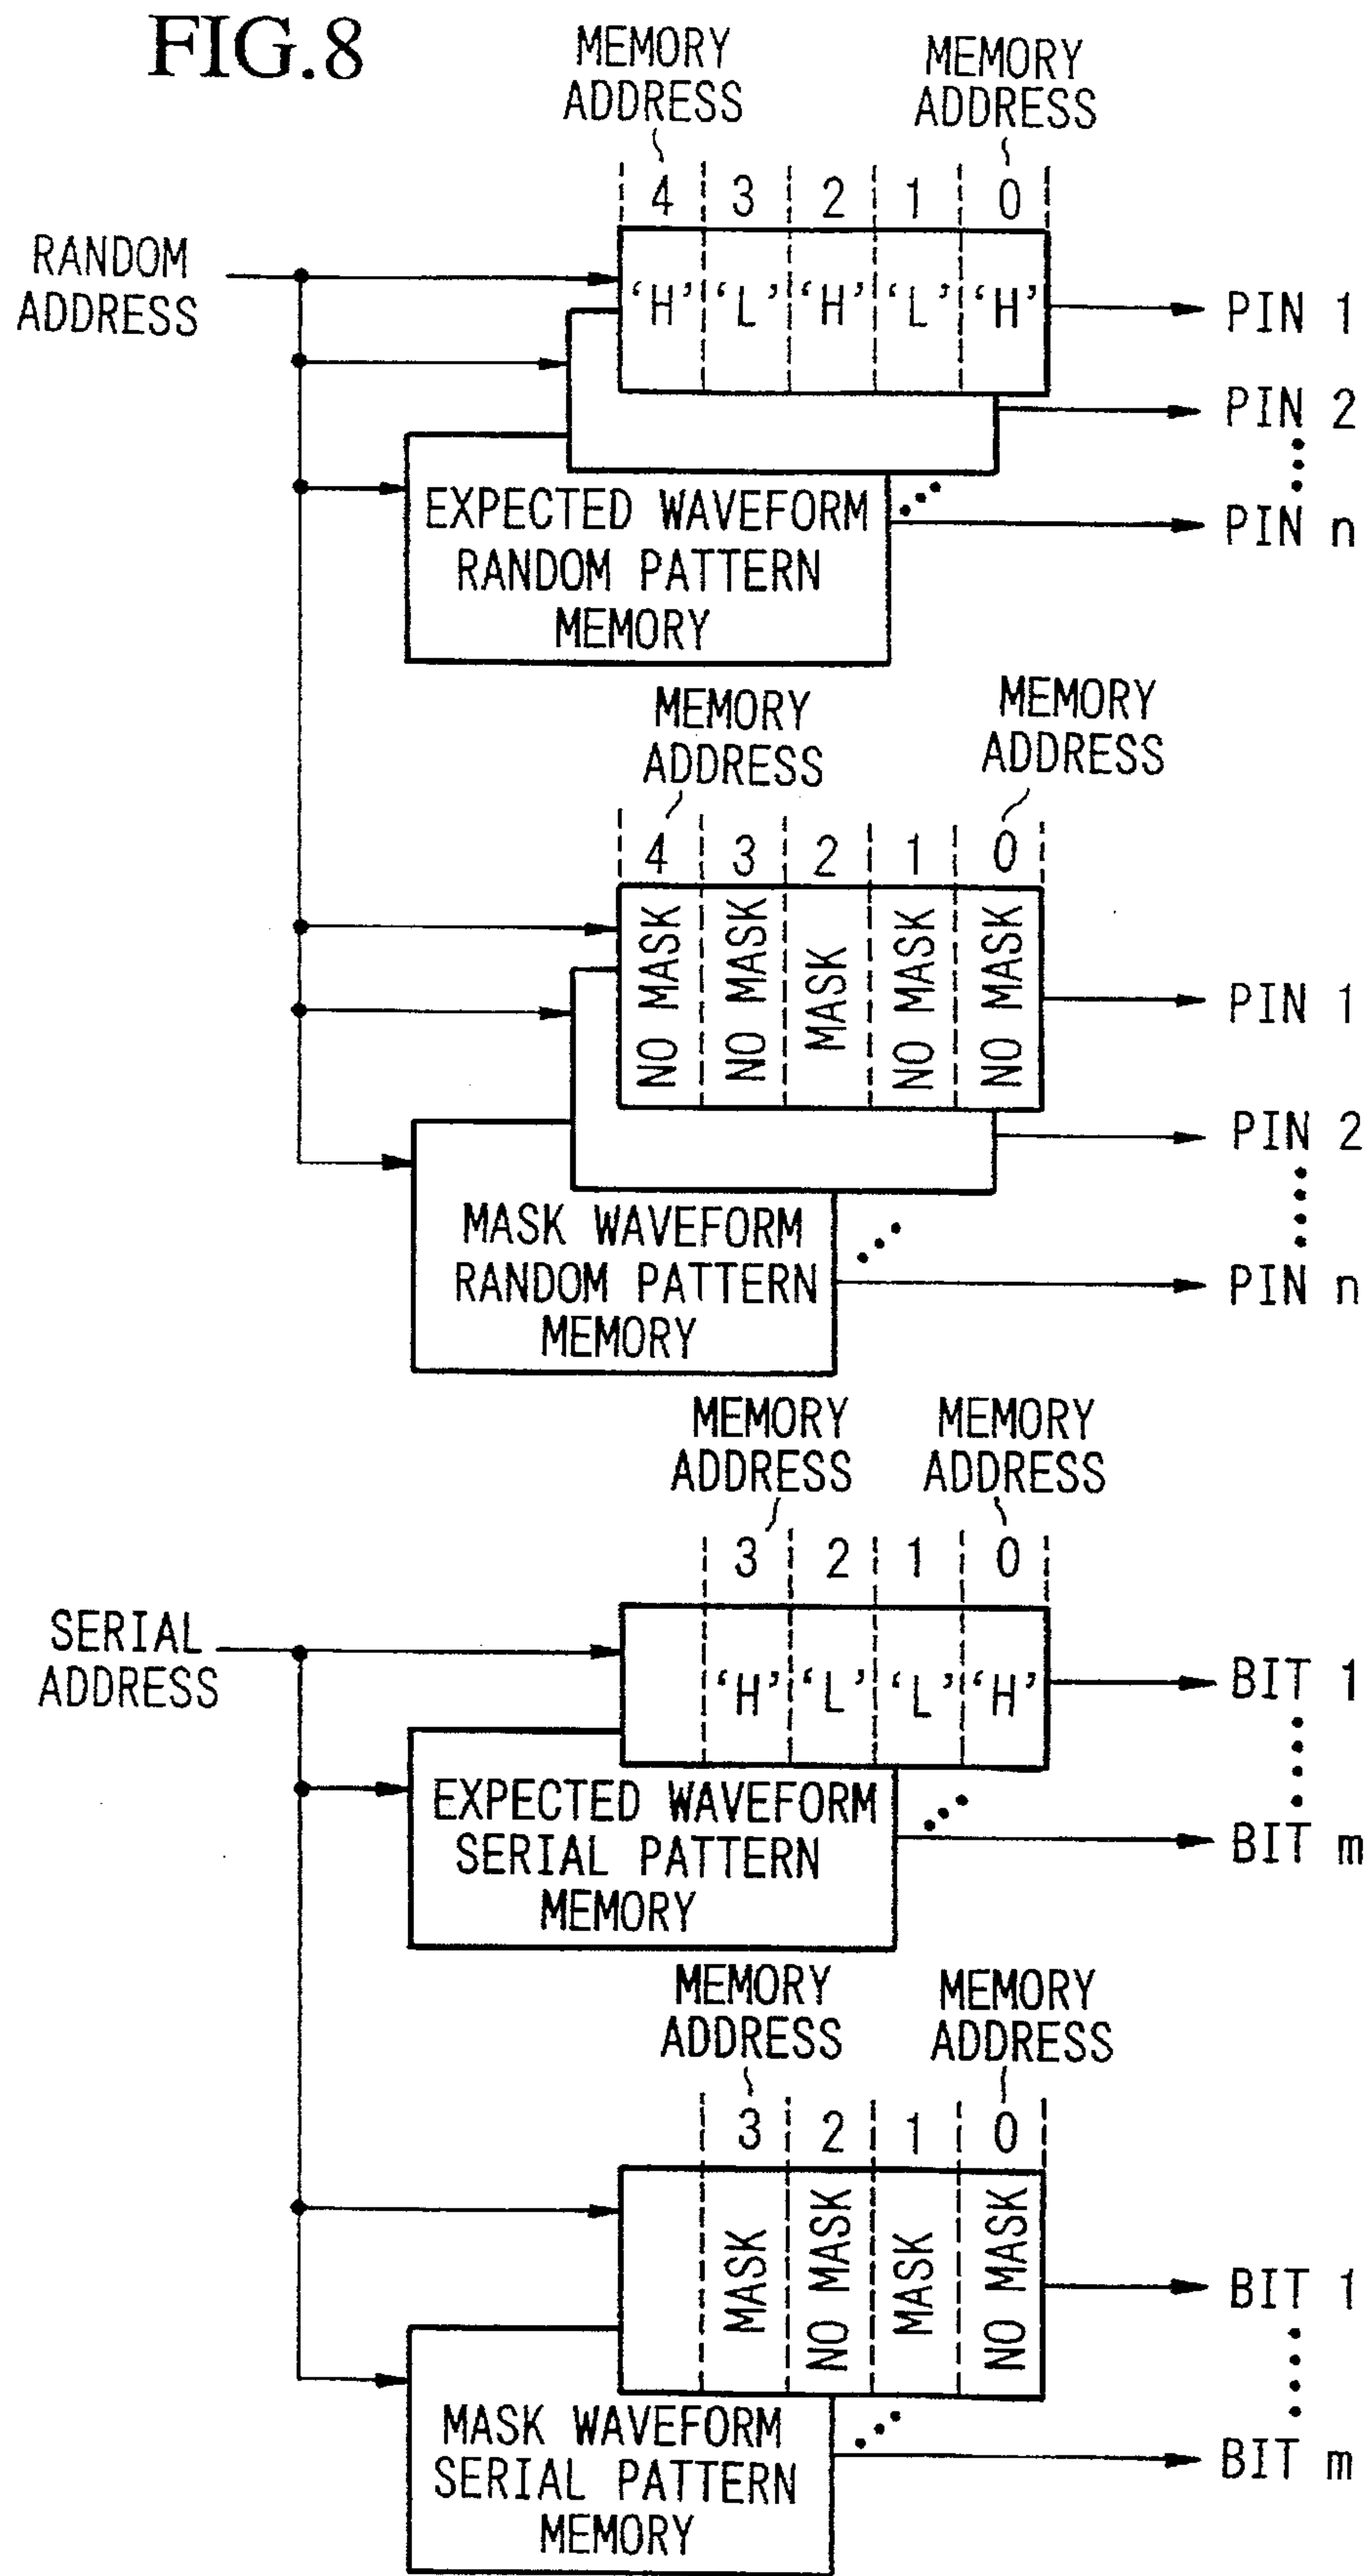 FIG.8
MEMORY ADDRESS
MEMORY ADDRESS
4 3 2 1 0
RANDOM ADDRESS
'H' 'L' 'H' 'L' 'H'
PIN 1
PIN 2
PIN n
EXPECTED WAVEFORM
RANDOM PATTERN
MEMORY
MEMORY ADDRESS
MEMORY ADDRESS
4 3 2 1 0
NO MASK
NO MASK
MASK
NO MASK
NO MASK
PIN 1
PIN 2
PIN n
MASK WAVEFORM
RANDOM PATTERN
MEMORY
MEMORY ADDRESS
MEMORY ADDRESS
3 2 1 0
SERIAL ADDRESS
'H' 'L' 'L' 'H'
BIT 1
BIT m
EXPECTED WAVEFORM
SERIAL PATTERN
MEMORY
MEMORY ADDRESS
MEMORY ADDRESS
3 2 1 0
MASK
NO MASK
MASK
NO MASK
BIT 1
BIT m
MASK WAVEFORM
SERIAL PATTERN
MEMORY